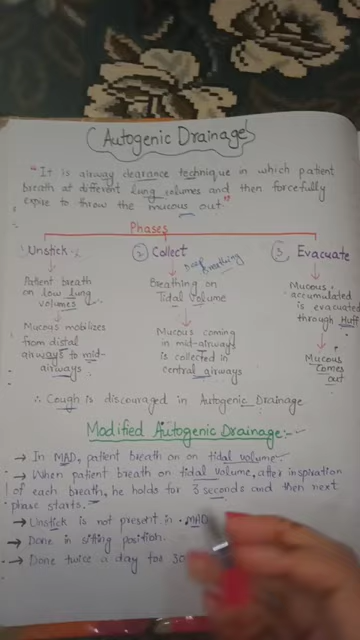 Autogenic Drainage
"It is airway clearance technique in which patient
breath at different lung volumes and then forcefully
expire to throw the mucous out"
Phases
1 Unstick
2 Collect
3 Evacuate
Deep Breathing
Patient breath
on low lung
volumes
Breathing on
Tidal Volume
Mucous
accumulated
is evacuated
through Huff
Mucous mobilizes
from distal
airways to mid-
airways
Mucous coming
in mid-airways
is collected in
central airways
Mucous
comes
out
∴ Cough is discouraged in Autogenic Drainage
Modified Autogenic Drainage:-
→ In MAD, patient breath on on tidal volume
→ When patient breath on tidal volume, after inspiration
of each breath, he holds for 3 seconds and then next
phase starts.
→ Unstick is not present in MAD
→ Done in sitting position.
→ Done twice a day for 30